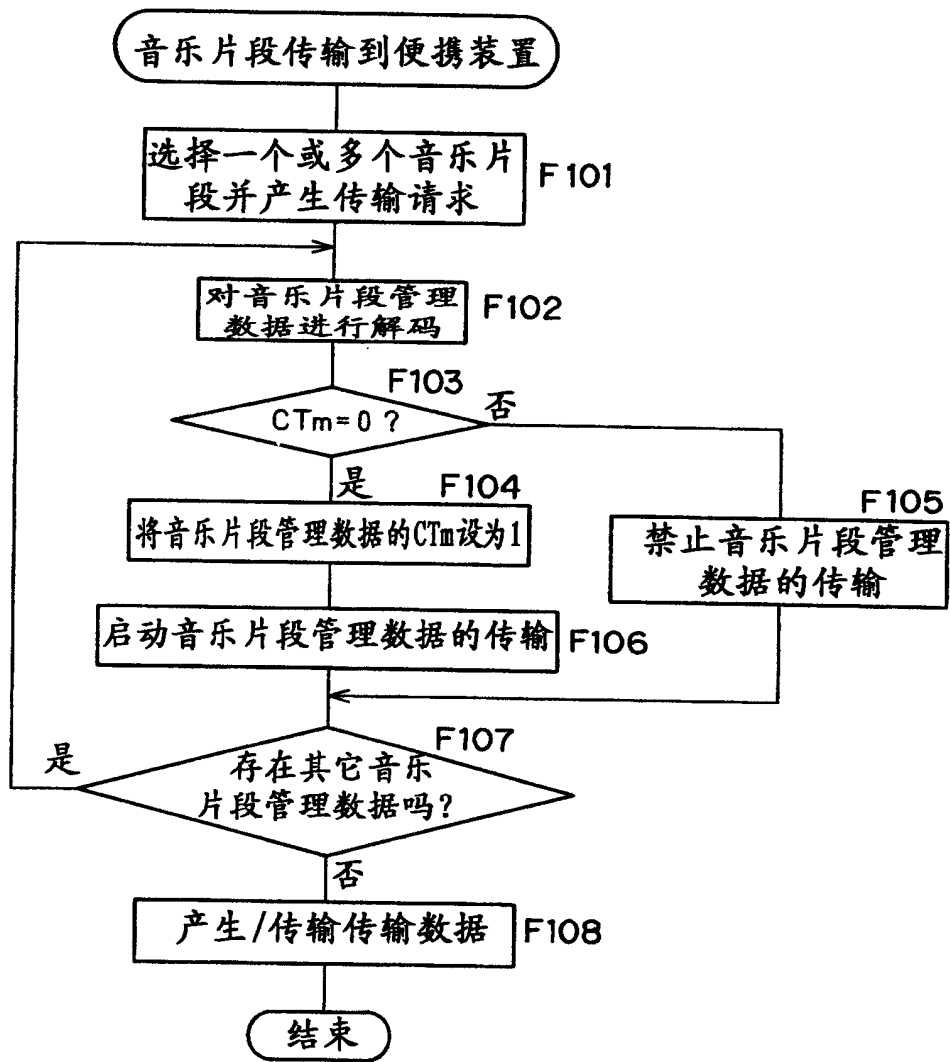 音乐片段传输到便携装置
选择一个或多个音乐片
段并产生传输请求
F101
对音乐片段管理
数据进行解码
F102
F103
CTm=0？
否
是
F104
将音乐片段管理数据的CTm设为1
F105
禁止音乐片段管理
数据的传输
启动音乐片段管理数据的传输
F106
F107
是
存在其它音乐
片段管理数据吗？
否
产生/传输传输数据
F108
结束